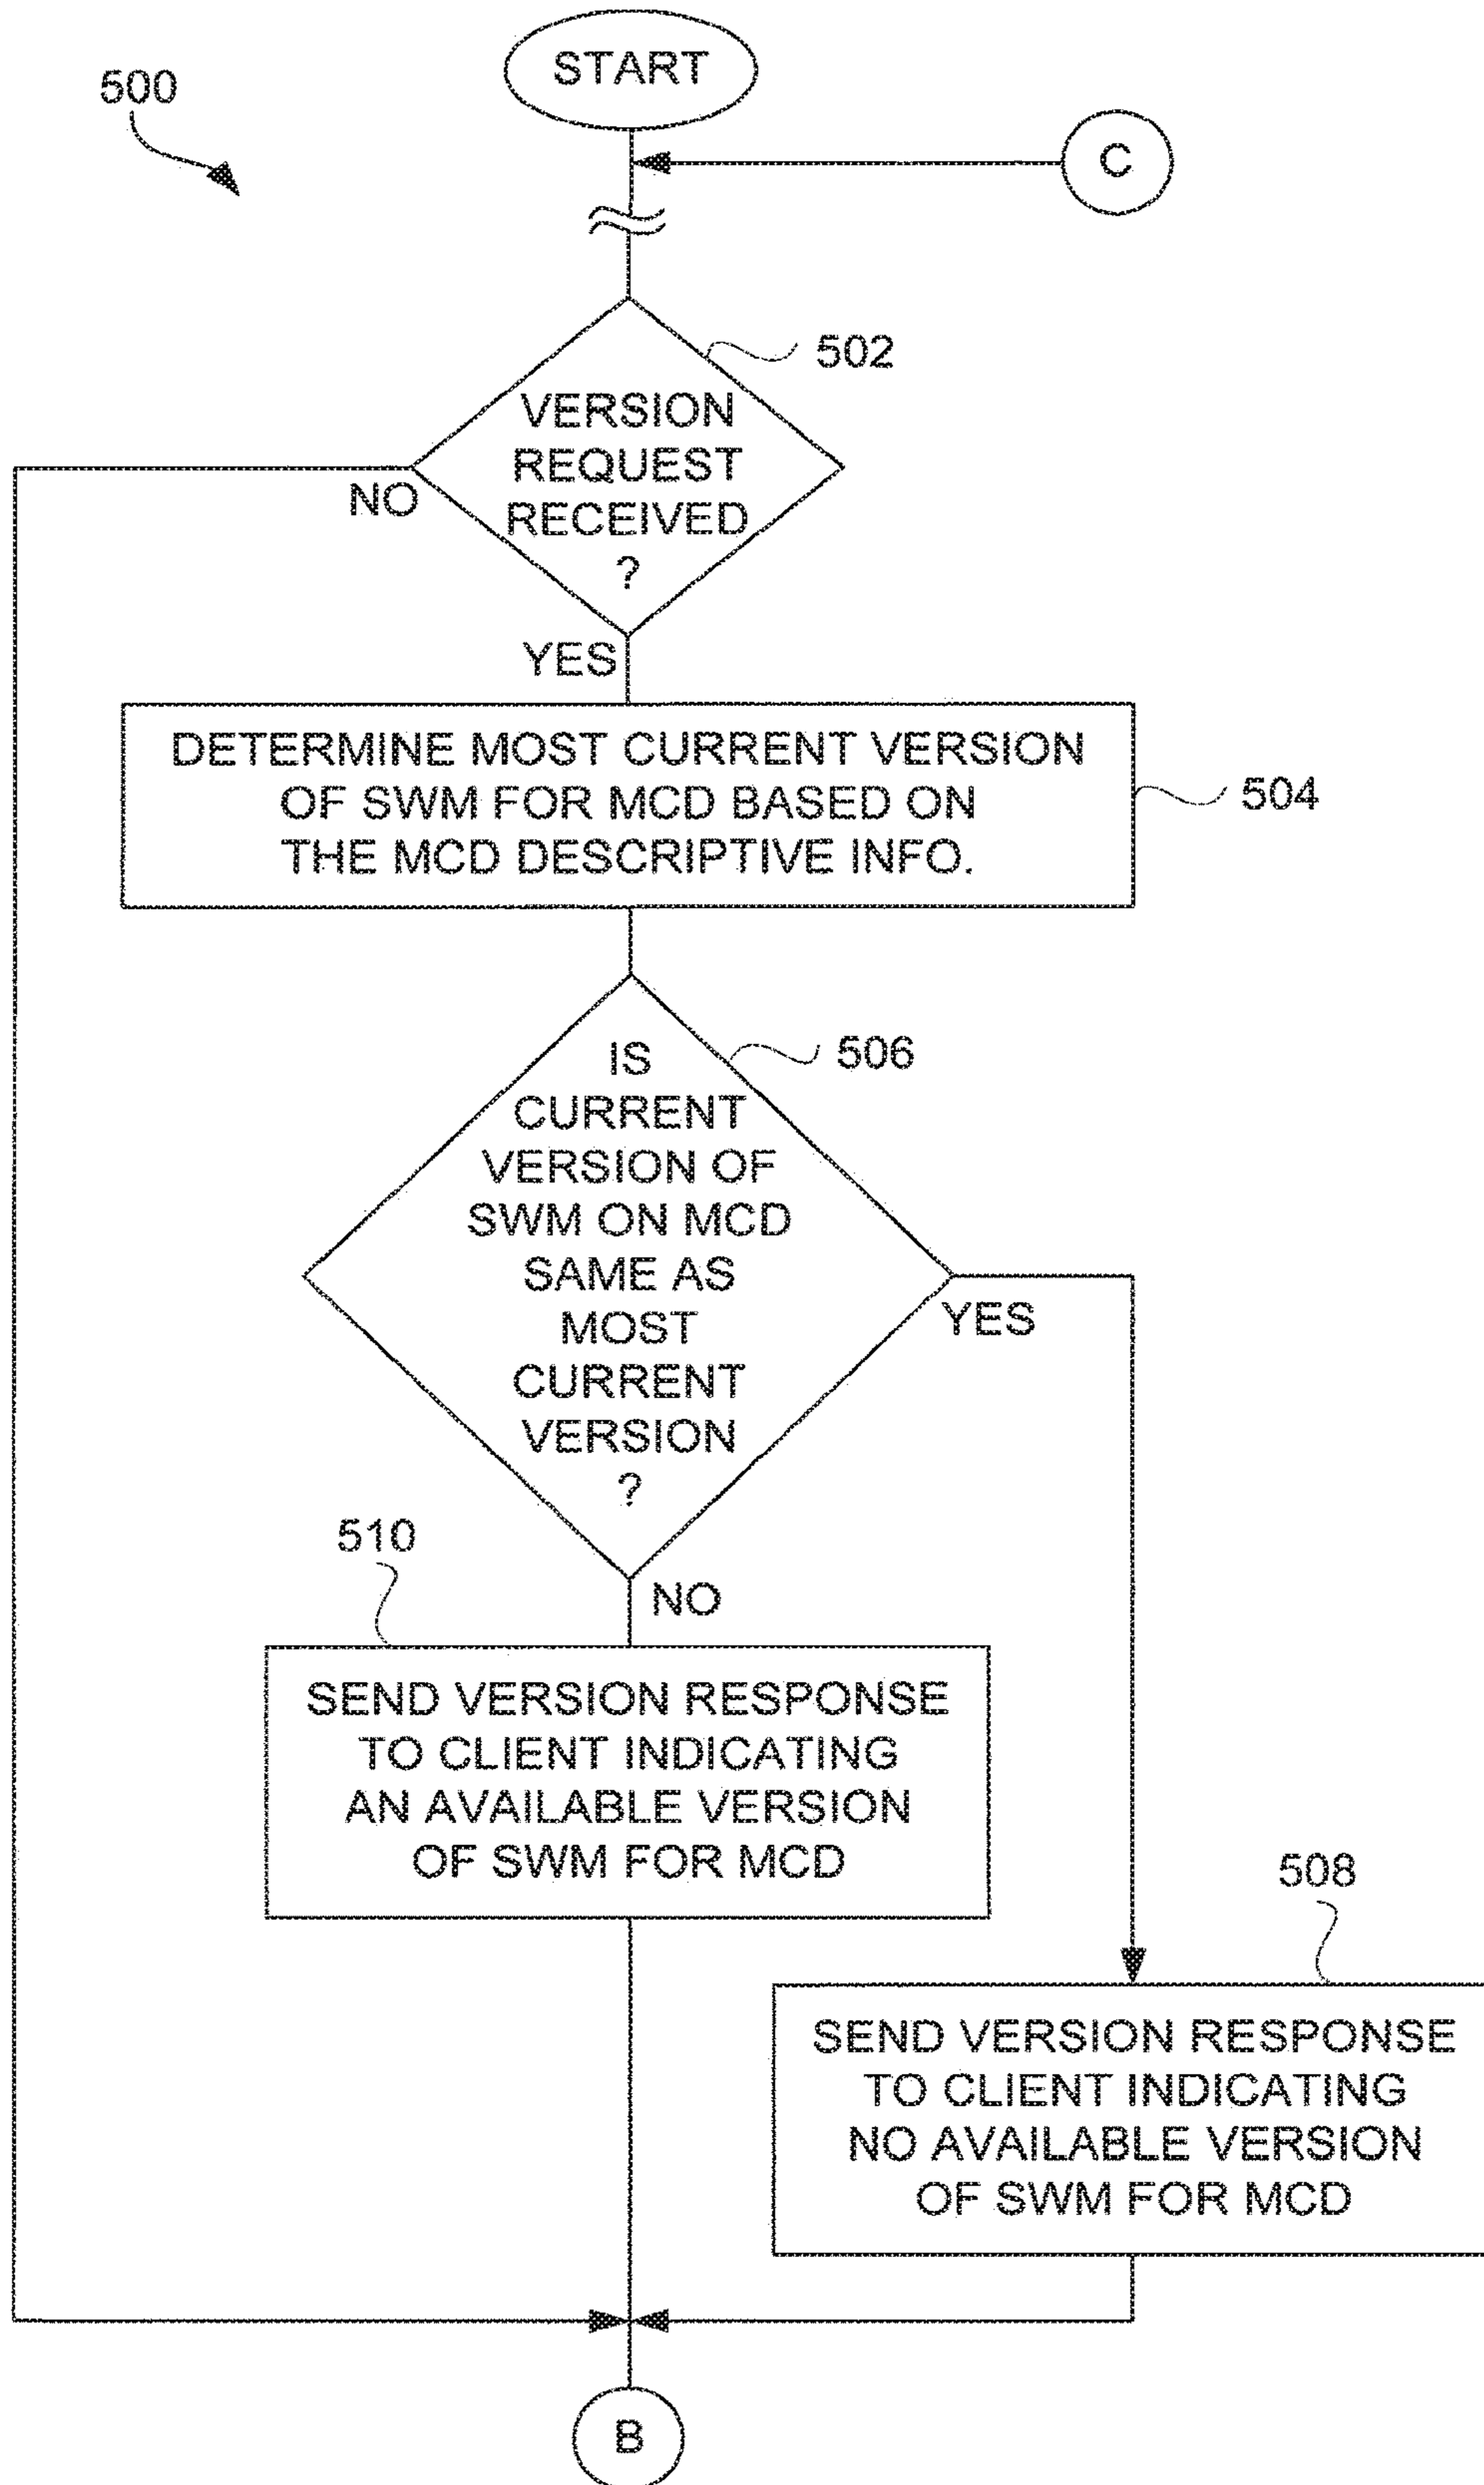 START
500
C
502
VERSION
REQUEST
RECEIVED
?
NO
YES
DETERMINE MOST CURRENT VERSION
OF SWM FOR MCD BASED ON
THE MCD DESCRIPTIVE INFO.
504
506
IS
CURRENT
VERSION OF
SWM ON MCD
SAME AS
MOST
CURRENT
VERSION
?
YES
510
NO
SEND VERSION RESPONSE
TO CLIENT INDICATING
AN AVAILABLE VERSION
OF SWM FOR MCD
508
SEND VERSION RESPONSE
TO CLIENT INDICATING
NO AVAILABLE VERSION
OF SWM FOR MCD
B